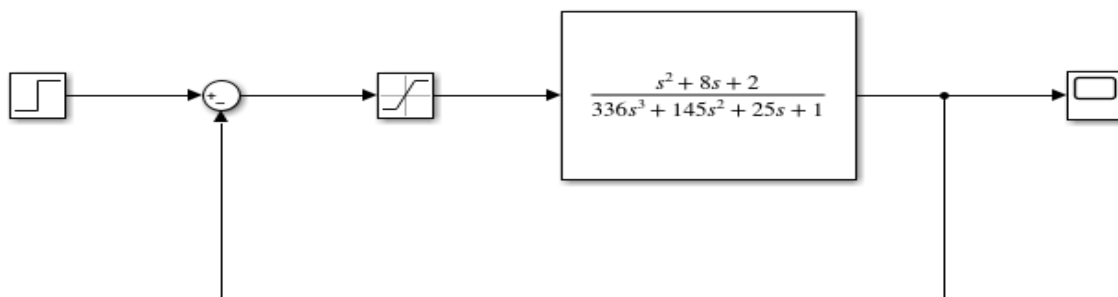 +
−
s² + 8s + 2
336s³ + 145s² + 25s + 1